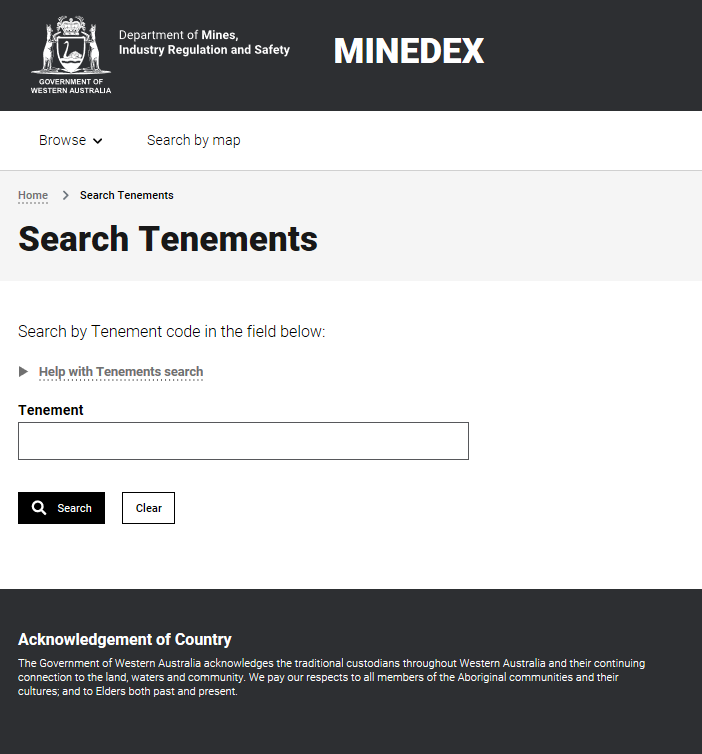 Department of Mines,
Industry Regulation and Safety
GOVERNMENT OF
WESTERN AUSTRALIA
MINEDEX
Browse
Search by map
Home
Search Tenements
Search Tenements
Search by Tenement code in the field below:
Help with Tenements search
Tenement
Search
Clear
Acknowledgement of Country
The Government of Western Australia acknowledges the traditional custodians throughout Western Australia and their continuing
connection to the land, waters and community. We pay our respects to all members of the Aboriginal communities and their
cultures; and to Elders both past and present.